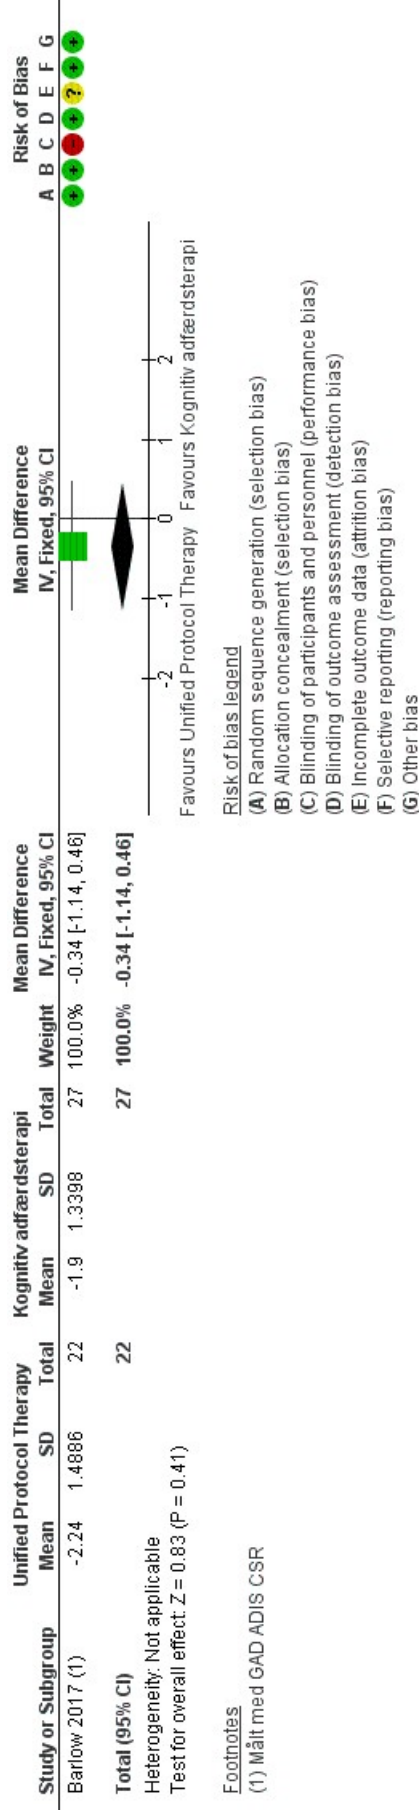 Unified Protocol Therapy Kognitiv adfærdsterapi Mean Difference Mean Difference Risk of Bias
Study or Subgroup Mean SD Total Mean SD Total Weight IV, Fixed, 95% CI IV, Fixed, 95% CI A B C D E F G
Barlow 2017 (1) -2.24 1.4886 22 -1.9 1.3398 27 100.0% -0.34 [-1.14, 0.46] + + - + ? + +
Total (95% CI) 22 27 100.0% -0.34 [-1.14, 0.46]
Heterogeneity: Not applicable
Test for overall effect: Z = 0.83 (P = 0.41)
-2 -1 0 1 2
Favours Unified Protocol Therapy Favours Kognitiv adfærdsterapi
Footnotes
(1) Målt med GAD ADIS CSR
Risk of bias legend
(A) Random sequence generation (selection bias)
(B) Allocation concealment (selection bias)
(C) Blinding of participants and personnel (performance bias)
(D) Blinding of outcome assessment (detection bias)
(E) Incomplete outcome data (attrition bias)
(F) Selective reporting (reporting bias)
(G) Other bias